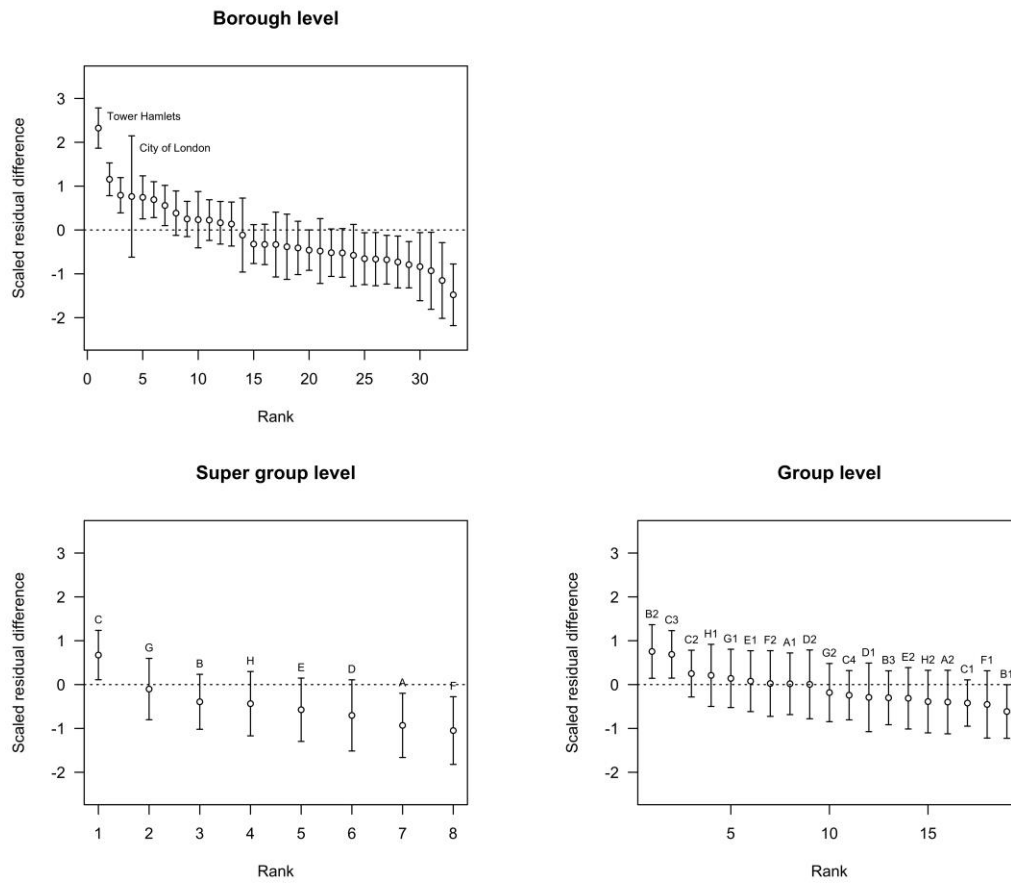 Borough level
Scaled residual difference
3
2
1
0
-1
-2
Tower Hamlets
City of London
0 5 10 15 20 25 30
Rank
Super group level
Scaled residual difference
3
2
1
0
-1
-2
C G B H E D A F
1 2 3 4 5 6 7 8
Rank
Group level
Scaled residual difference
3
2
1
0
-1
-2
B2 C3 C2 H1 G1 E1 F2 A1 D2 G2 C4 D1 B3 E2 H2 A2 C1 F1 B1
5 10 15
Rank